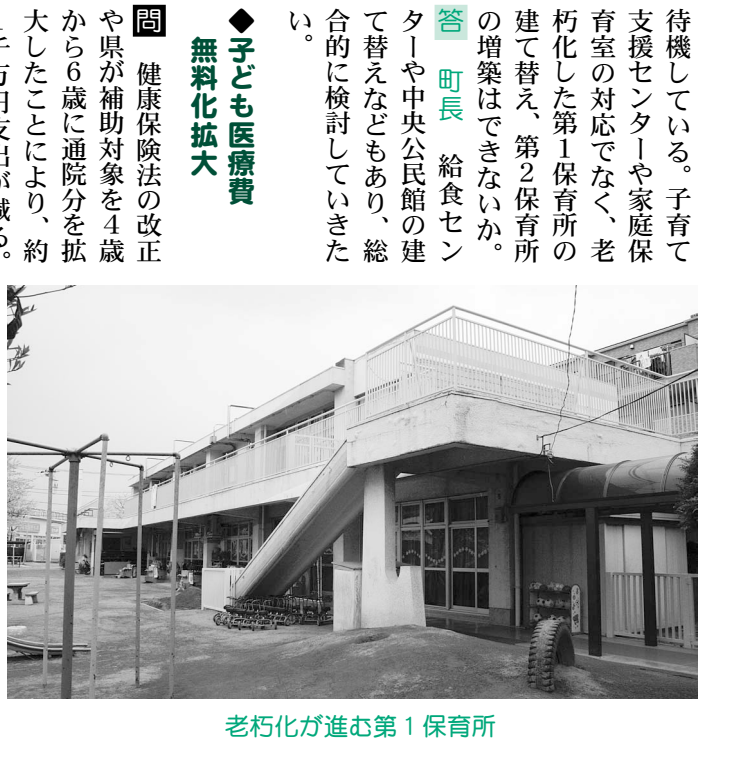 待機している。子育て
支援センターや家庭保
育室の対応でなく、老
朽化した第1保育所の
建て替え、第2保育所
の増築はできないか。
答 町長 給食セン
ターや中央公民館の建
て替えなどもあり、総
合的に検討していきた
い。
◆子ども医療費
無料化拡大
問 健康保険法の改正
や県が補助対象を4歳
から6歳に通院分を拡
大したことにより、約
千万円支出が減る。
老朽化が進む第1保育所